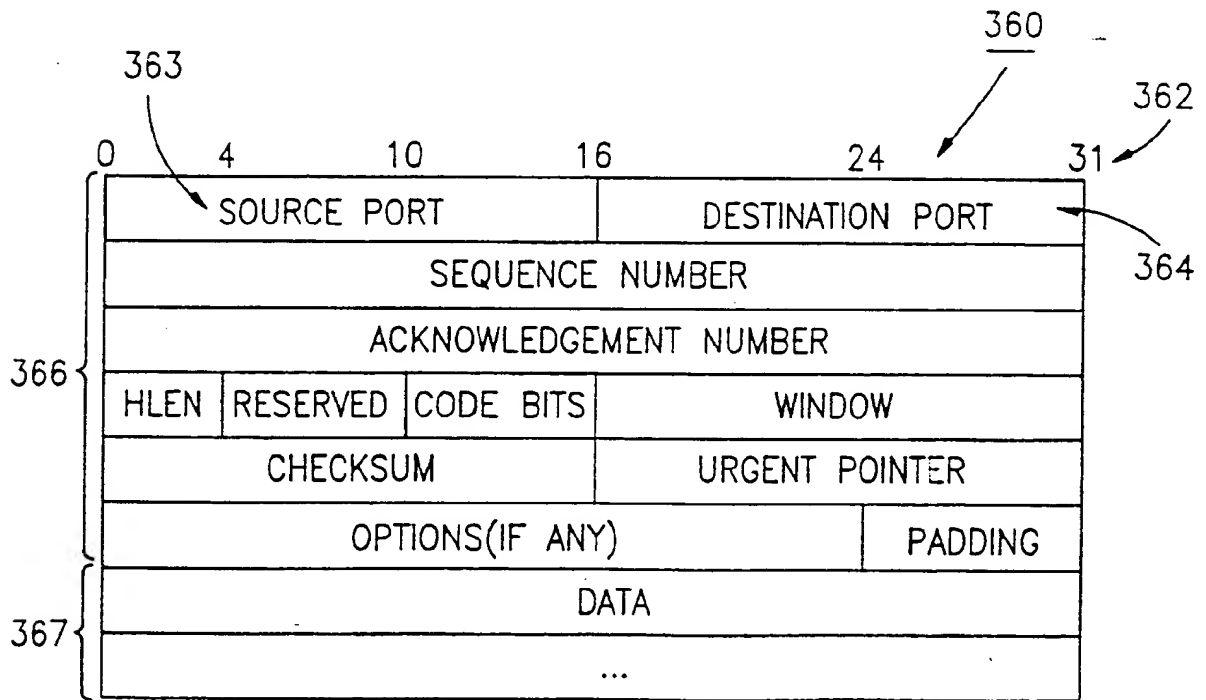 360
363
362
0 4 10 16 24 31
SOURCE PORT DESTINATION PORT
364
SEQUENCE NUMBER
ACKNOWLEDGEMENT NUMBER
366
HLEN RESERVED CODE BITS WINDOW
CHECKSUM URGENT POINTER
OPTIONS(IF ANY) PADDING
DATA
367
...